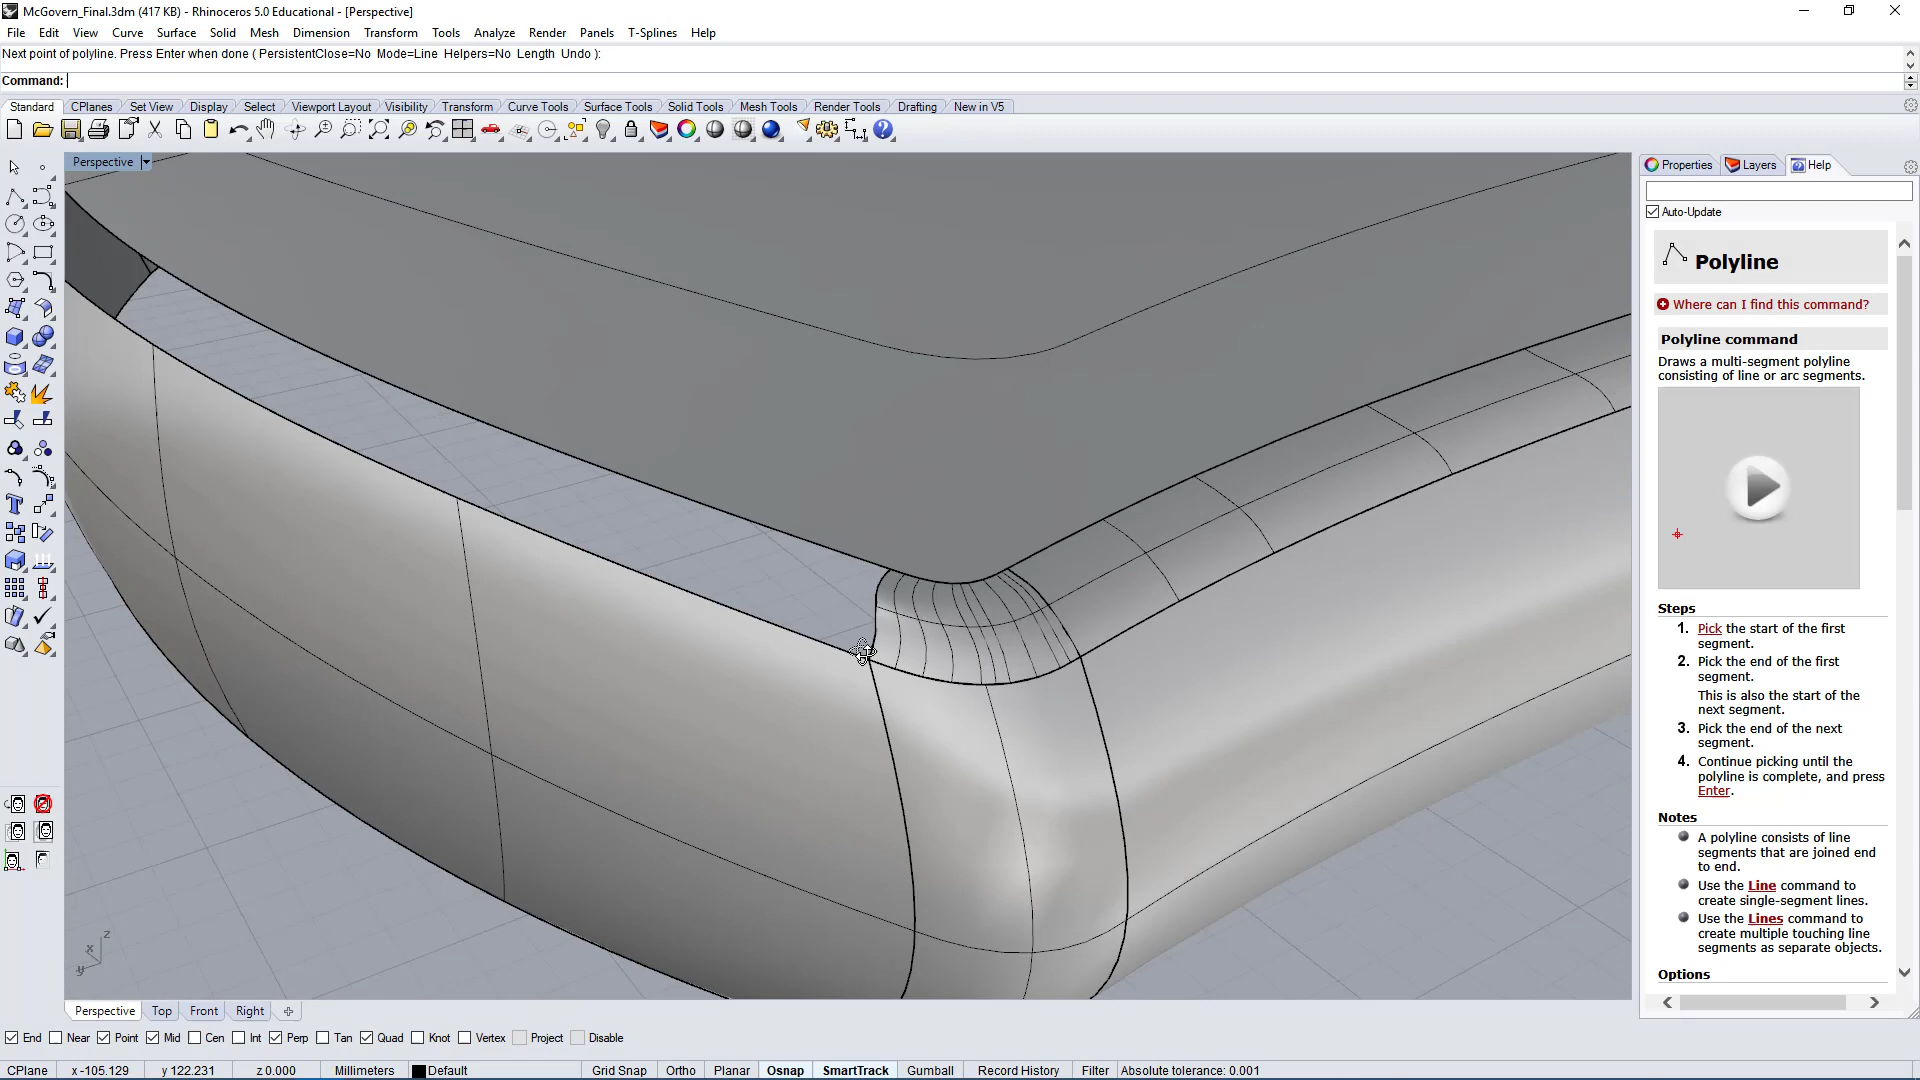 McGovern_Final.3dm (417 KB) - Rhinoceros 5.0 Educational - [Perspective]
File Edit View Curve Surface Solid Mesh Dimension Transform Tools Analyze Render Panels T-Splines Help
Next point of polyline. Press Enter when done ( PersistentClose=No Mode=Line Helpers=No Length Undo ):
Command:
Standard CPlanes Set View Display Select Viewport Layout Visibility Transform Curve Tools Surface Tools Solid Tools Mesh Tools Render Tools Drafting New in V5
Perspective
Properties Layers Help
Auto-Update
Polyline
Where can I find this command?
Polyline command
Draws a multi-segment polyline
consisting of line or arc segments.
Steps
1. Pick the start of the first
segment.
2. Pick the end of the first
segment.
This is also the start of the
next segment.
3. Pick the end of the next
segment.
4. Continue picking until the
polyline is complete, and press
Enter.
Notes
A polyline consists of line
segments that are joined end
to end.
Use the Line command to
create single-segment lines.
Use the Lines command to
create multiple touching line
segments as separate objects.
Options
z
x
y
Perspective Top Front Right
End Near Point Mid Cen Int Perp Tan Quad Knot Vertex Project Disable
CPlane x -105.129 y 122.231 z 0.000 Millimeters Default Grid Snap Ortho Planar Osnap SmartTrack Gumball Record History Filter Absolute tolerance: 0.001